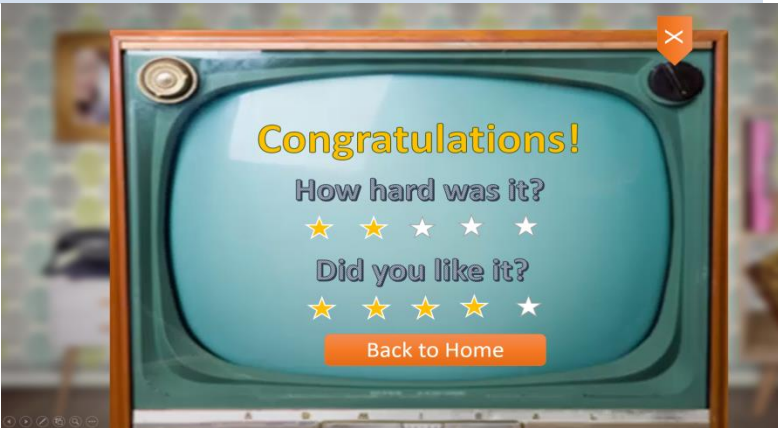 Congratulations!
How hard was it?
Did you like it?
Back to Home